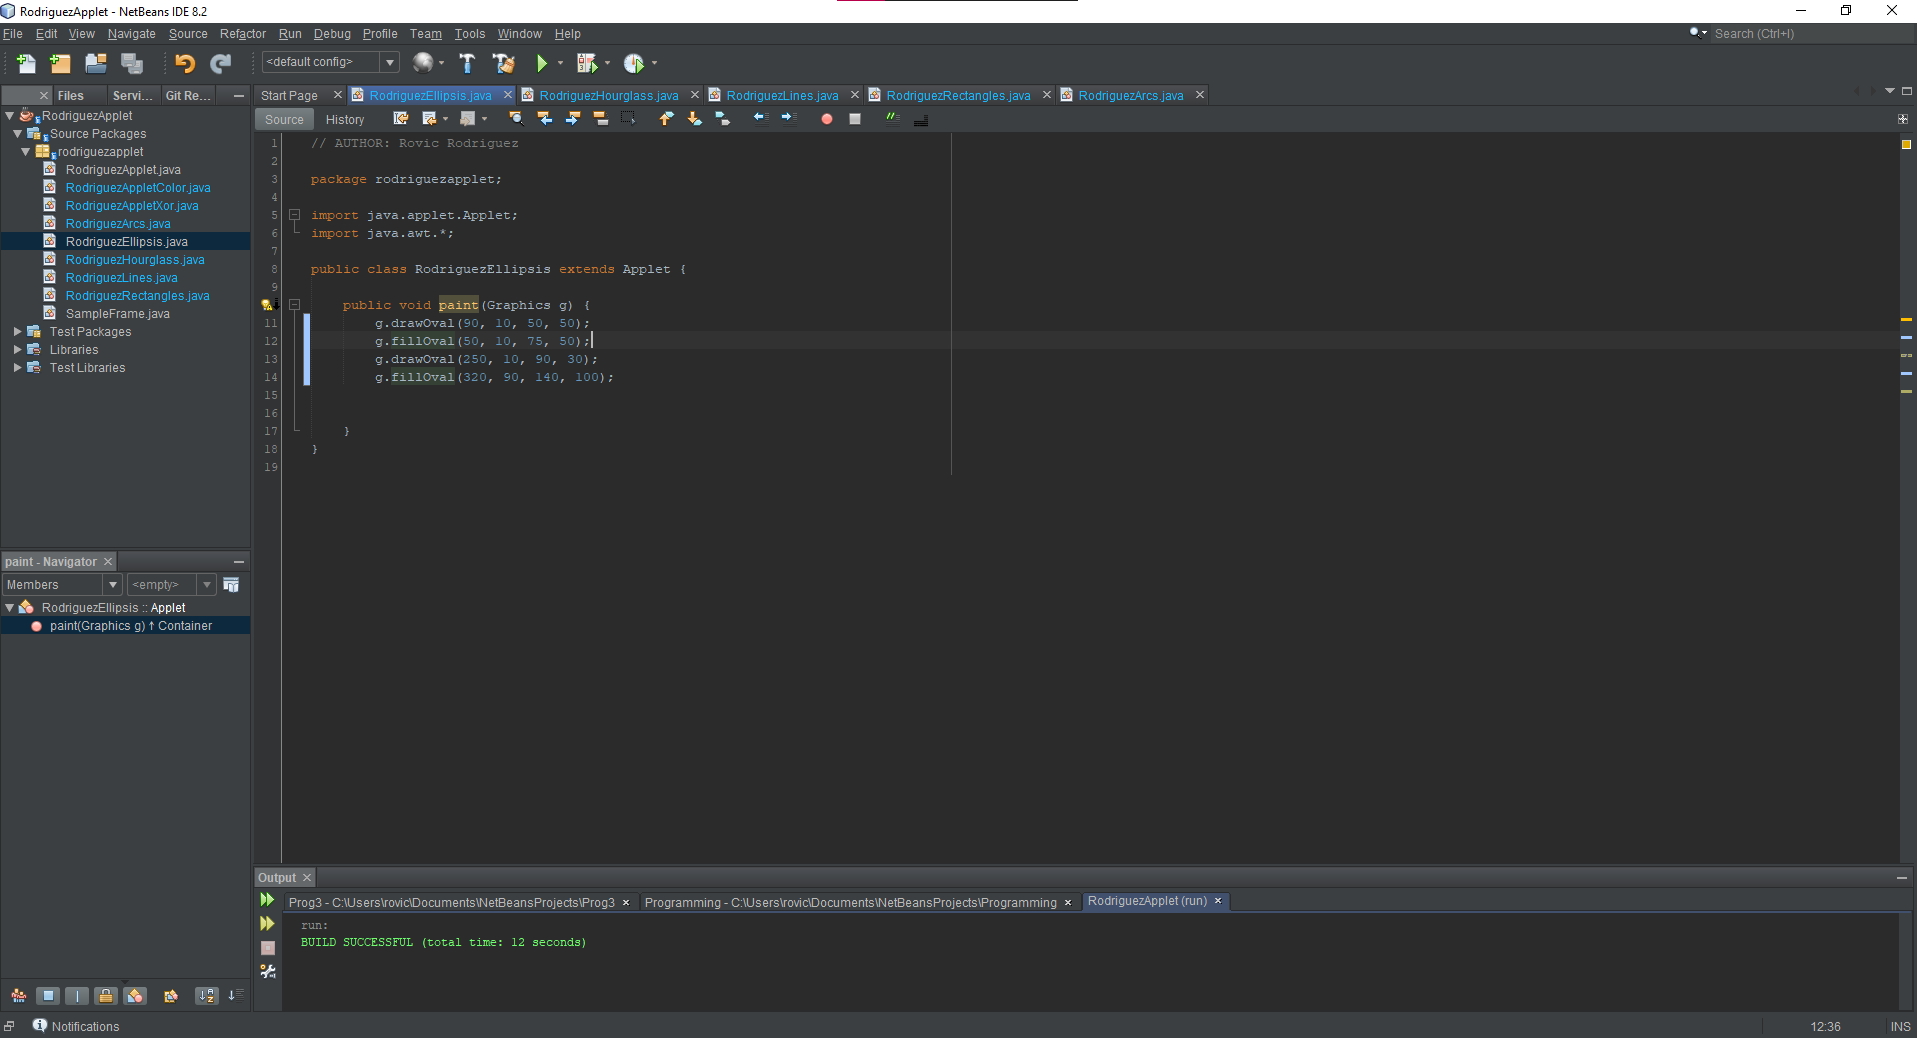 RodriguezApplet - NetBeans IDE 8.2
File Edit View Navigate Source Refactor Run Debug Profile Team Tools Window Help
Search (Ctrl+I)
<default config>
Files Servi... Git Re...
Start Page RodriguezEllipsis.java RodriguezHourglass.java RodriguezLines.java RodriguezRectangles.java RodriguezArcs.java
Source History
RodriguezApplet
Source Packages
rodriguezapplet
RodriguezApplet.java
RodriguezAppletColor.java
RodriguezAppletXor.java
RodriguezArcs.java
RodriguezEllipsis.java
RodriguezHourglass.java
RodriguezLines.java
RodriguezRectangles.java
SampleFrame.java
Test Packages
Libraries
Test Libraries
1 // AUTHOR: Rovic Rodriguez
2
3 package rodriguezapplet;
4
5 import java.applet.Applet;
6 import java.awt.*;
7
8 public class RodriguezEllipsis extends Applet {
9
public void paint(Graphics g) {
11 g.drawOval(90, 10, 50, 50);
12 g.fillOval(50, 10, 75, 50);
13 g.drawOval(250, 10, 90, 30);
14 g.fillOval(320, 90, 140, 100);
15
16
17 }
18 }
19
paint - Navigator
Members <empty>
RodriguezEllipsis :: Applet
paint(Graphics g) ↑ Container
Output
Prog3 - C:\Users\rovic\Documents\NetBeansProjects\Prog3 Programming - C:\Users\rovic\Documents\NetBeansProjects\Programming RodriguezApplet (run)
run:
BUILD SUCCESSFUL (total time: 12 seconds)
Notifications
12:36 INS